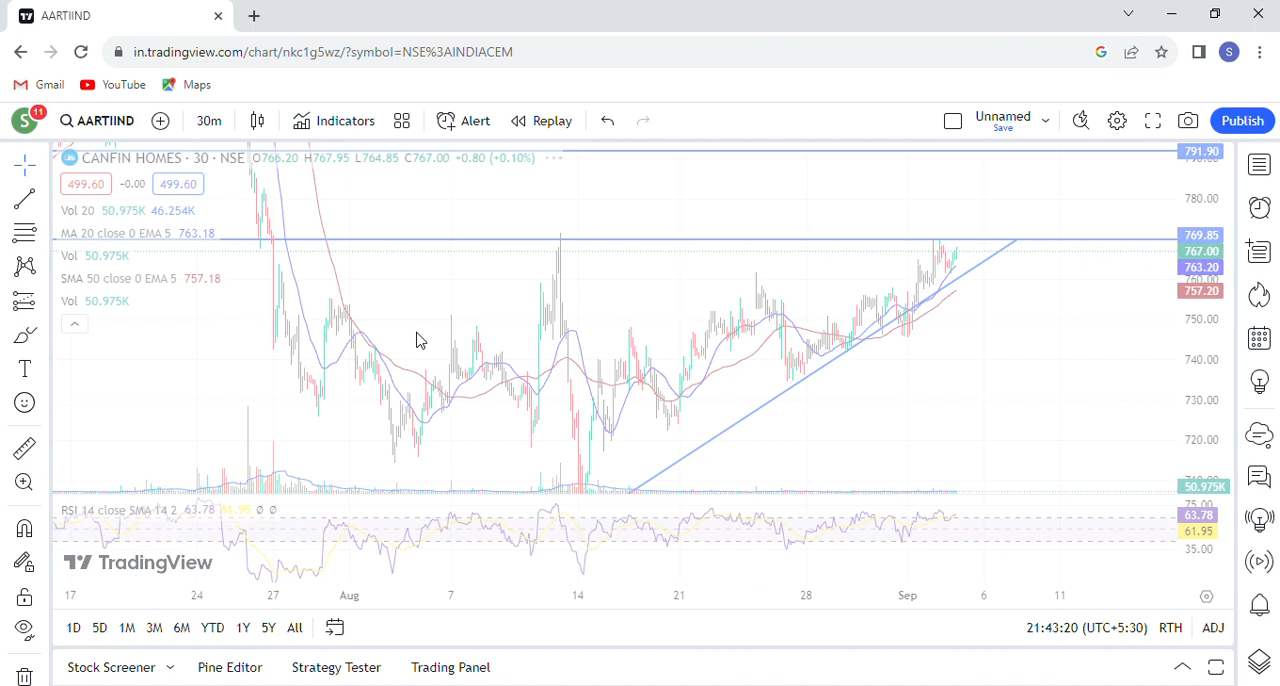 AARTIIND
in.tradingview.com/chart/nkc1g5wz/?symbol=NSE%3AINDIACEM
G
S
Gmail
YouTube
Maps
S
11
AARTIIND
30m
Indicators
Alert
Replay
Unnamed
Save
Publish
CANFIN HOMES · 30 · NSE O766.20 H767.95 L764.85 C767.00 +0.80 (+0.10%)
499.60 -0.00 499.60
Vol 20 50.975K 46.254K
MA 20 close 0 EMA 5 763.18
Vol 50.975K
SMA 50 close 0 EMA 5 757.18
Vol 50.975K
791.90
780.00
769.85
767.00
763.20
757.20
750.00
740.00
730.00
720.00
50.975K
RSI 14 close SMA 14 2 63.78 61.95 Ø Ø
75.00
63.78
61.95
35.00
TradingView
17 24 27 Aug 7 14 21 28 Sep 6 11
1D 5D 1M 3M 6M YTD 1Y 5Y All
21:43:20 (UTC+5:30) RTH ADJ
Stock Screener Pine Editor Strategy Tester Trading Panel